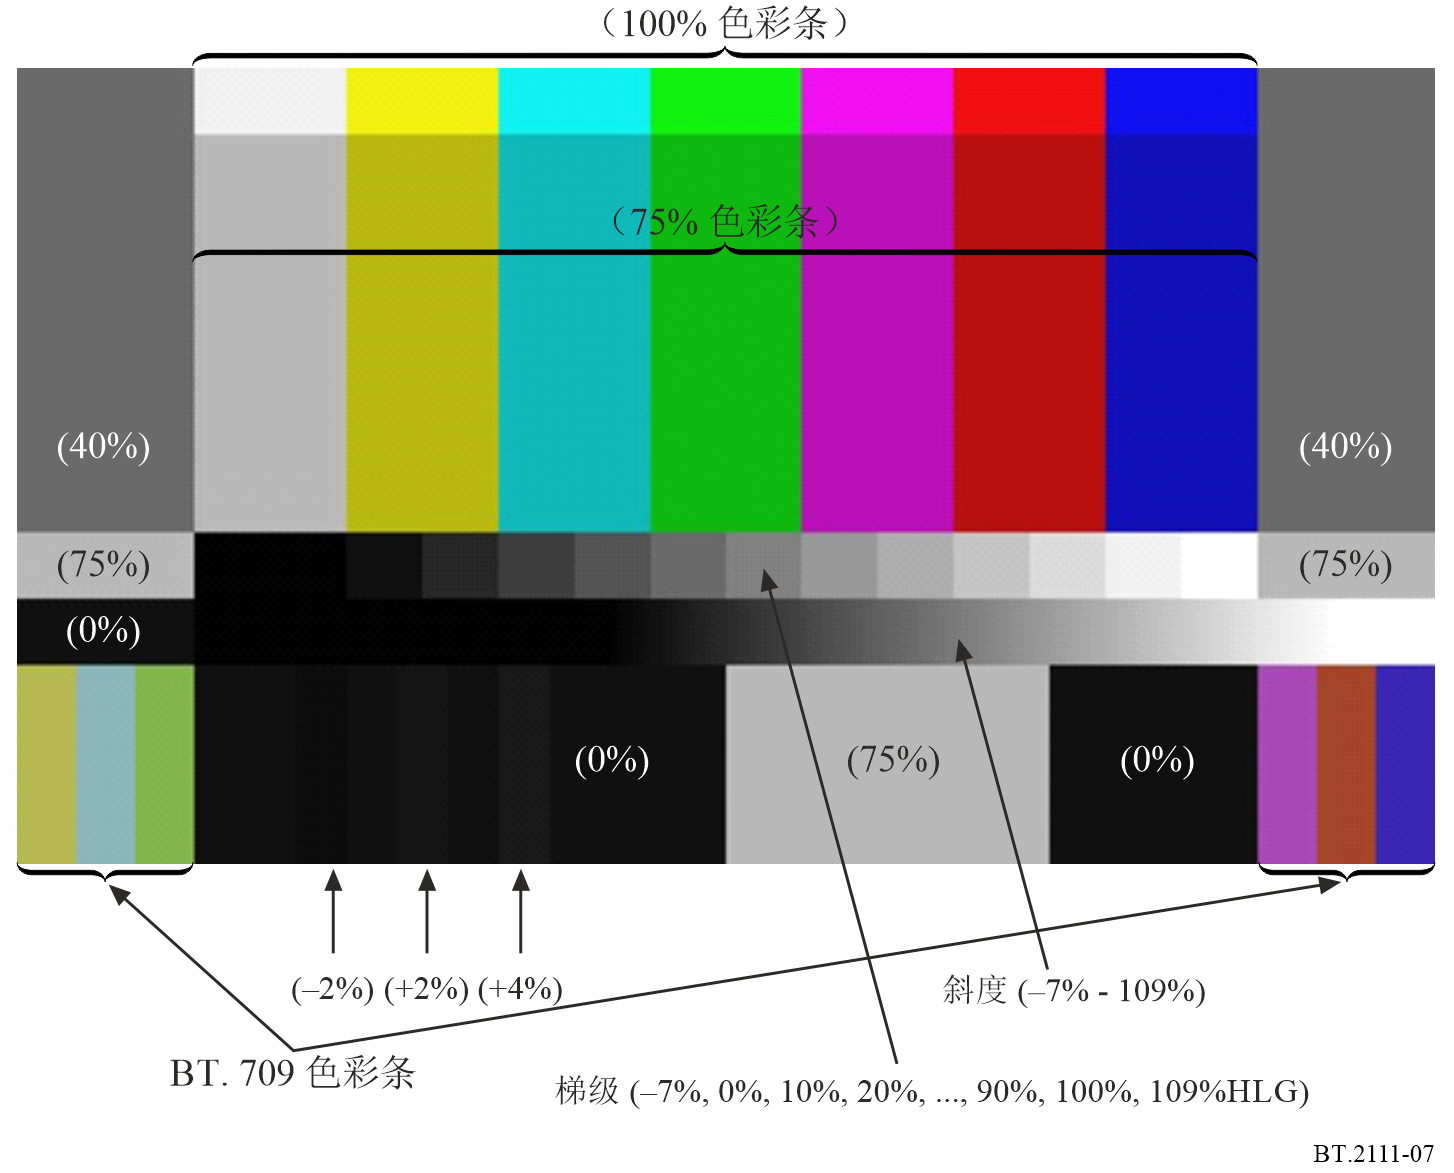 （100% 色彩条）
（75% 色彩条）
(40%)
(40%)
(75%)
(75%)
(0%)
(0%)
(75%)
(0%)
(–2%) (+2%) (+4%)
斜度 (–7% - 109%)
BT. 709 色彩条
梯级 (–7%, 0%, 10%, 20%, ..., 90%, 100%, 109%HLG)
BT.2111-07